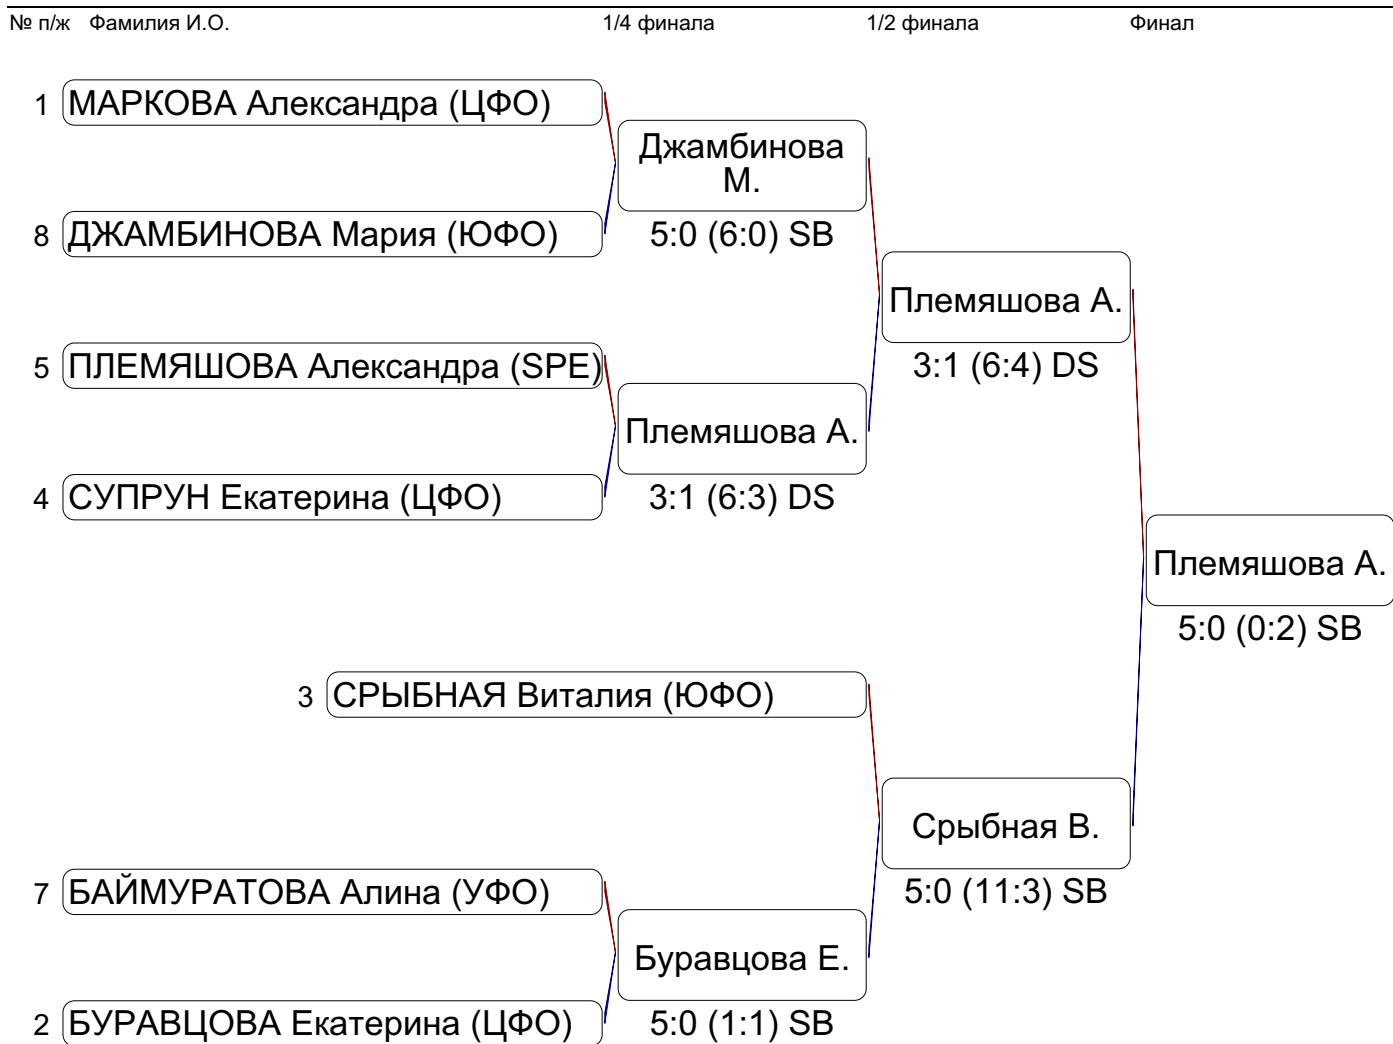 № п/ж Фамилия И.О. 1/4 финала 1/2 финала Финал
1 МАРКОВА Александра (ЦФО)
Джамбинова
М.
8 ДЖАМБИНОВА Мария (ЮФО)
5:0 (6:0) SB
Племяшова А.
5 ПЛЕМЯШОВА Александра (SPE)
3:1 (6:4) DS
Племяшова А.
4 СУПРУН Екатерина (ЦФО)
3:1 (6:3) DS
Племяшова А.
5:0 (0:2) SB
3 СРЫБНАЯ Виталия (ЮФО)
Срыбная В.
7 БАЙМУРАТОВА Алина (УФО)
5:0 (11:3) SB
Буравцова Е.
2 БУРАВЦОВА Екатерина (ЦФО)
5:0 (1:1) SB